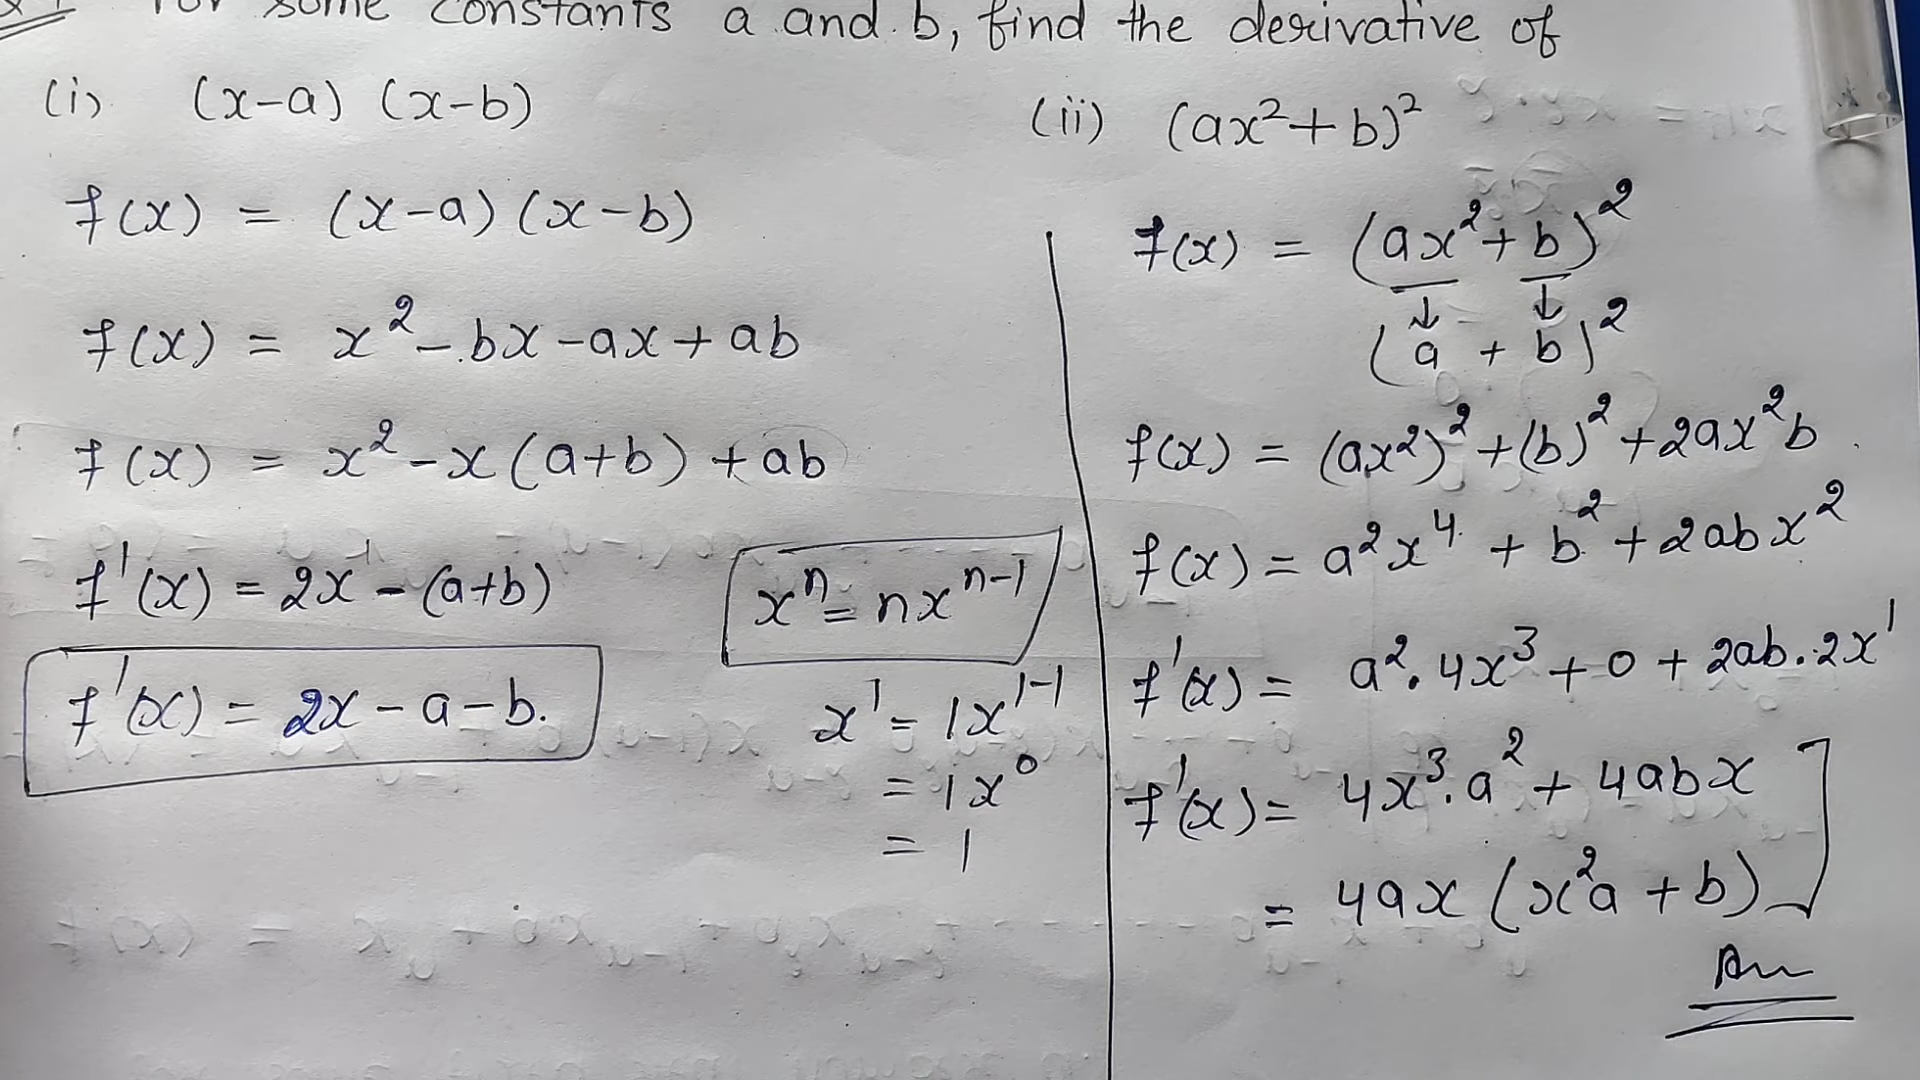 some constants a and b, find the derivative of
(i) (x-a) (x-b)
f(x) = (x-a) (x-b)
f(x) = x² - bx - ax + ab
f(x) = x² - x (a+b) + ab
f'(x) = 2x¹ - (a+b)
f'(x) = 2x - a - b.
xⁿ = nxⁿ⁻¹
x¹ = 1x¹⁻¹
= 1x⁰
= 1
(ii) (ax²+b)²
f(x) = (ax²+b)²
↓ ↓
(a + b)²
f(x) = (ax²)² + (b)² + 2ax²b
f(x) = a²x⁴ + b² + 2abx²
f'(x) = a².4x³ + 0 + 2ab.2x¹
f'(x) = 4x³.a² + 4abx
= 4ax (x²a + b)
Ans